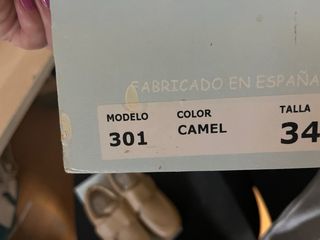 FABRICADO EN ESPAÑA
MODELO COLOR TALLA
301 CAMEL 34